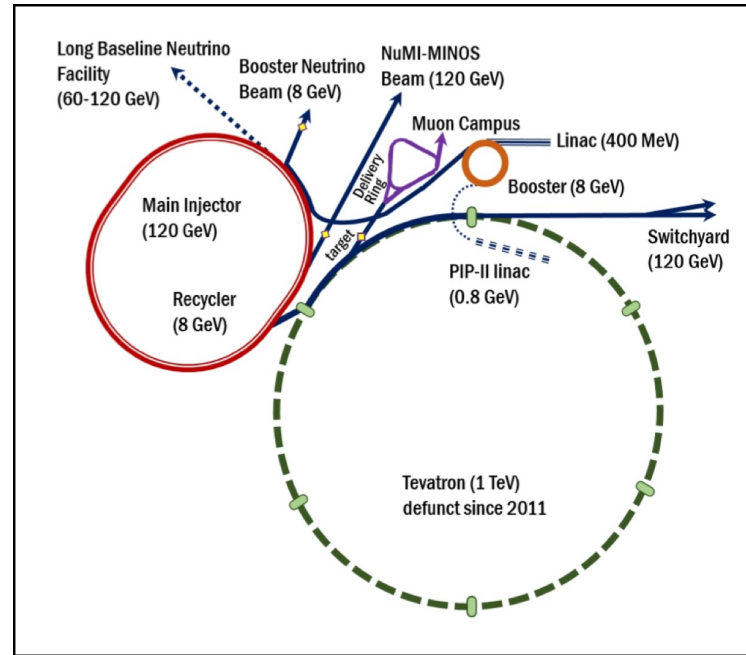 Long Baseline Neutrino
Facility
(60-120 GeV)
Booster Neutrino
Beam (8 GeV)
NuMI-MINOS
Beam (120 GeV)
Muon Campus
Linac (400 MeV)
Delivery
Ring
Booster (8 GeV)
Main Injector
(120 GeV)
target
Switchyard
(120 GeV)
PIP-II linac
(0.8 GeV)
Recycler
(8 GeV)
Tevatron (1 TeV)
defunct since 2011